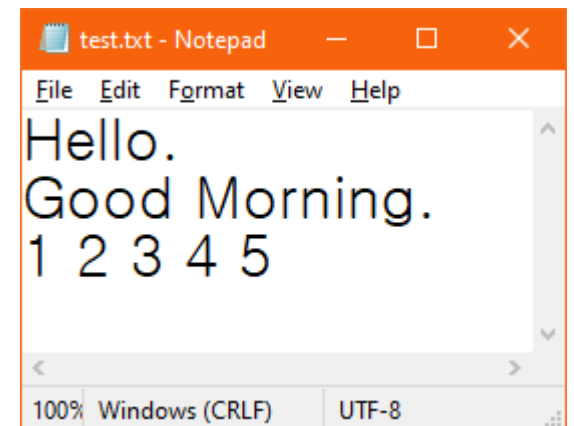 test.txt - Notepad
File Edit Format View Help
Hello.
Good Morning.
1 2 3 4 5
100% Windows (CRLF) UTF-8